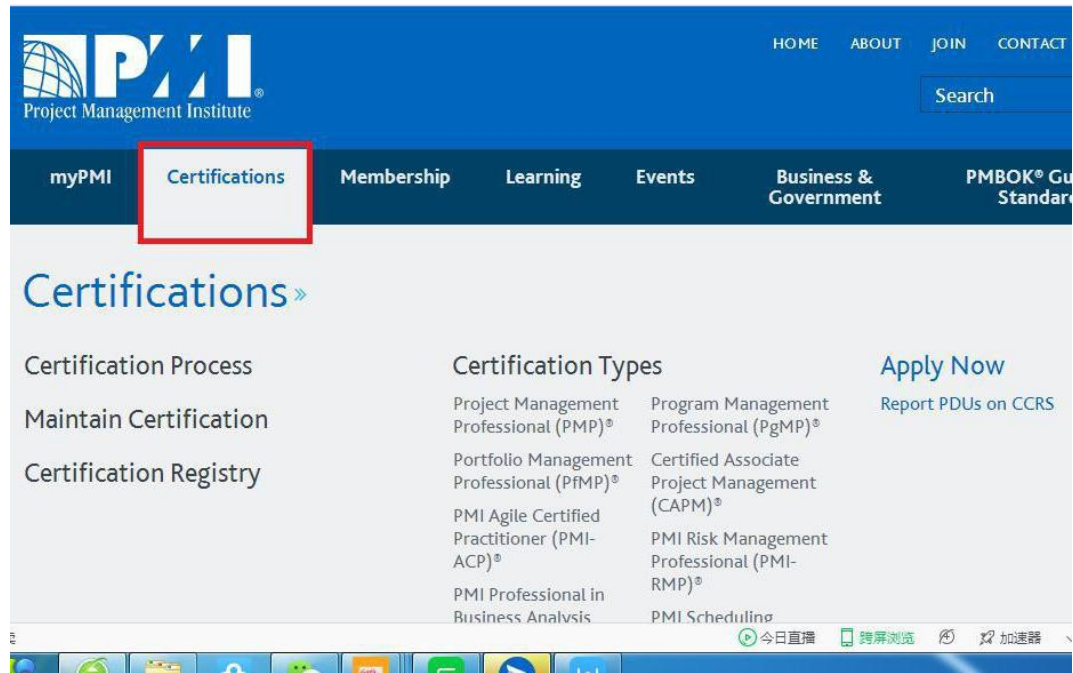 PMI®
Project Management Institute
HOME ABOUT JOIN CONTACT
Search
myPMI Certifications Membership Learning Events Business & Government PMBOK®
Certifications »
Certification Process
Maintain Certification
Certification Registry
Certification Types
Project Management
Professional (PMP)®
Portfolio Management
Professional (PfMP)®
PMI Agile Certified
Practitioner (PMI-
ACP)®
PMI Professional in
Business Analysis
Program Management
Professional (PgMP)®
Certified Associate
Project Management
(CAPM)®
PMI Risk Management
Professional (PMI-
RMP)®
PMI Scheduling
Apply Now
Report PDUs on CCRS
今日直播 跨屏浏览 加速器